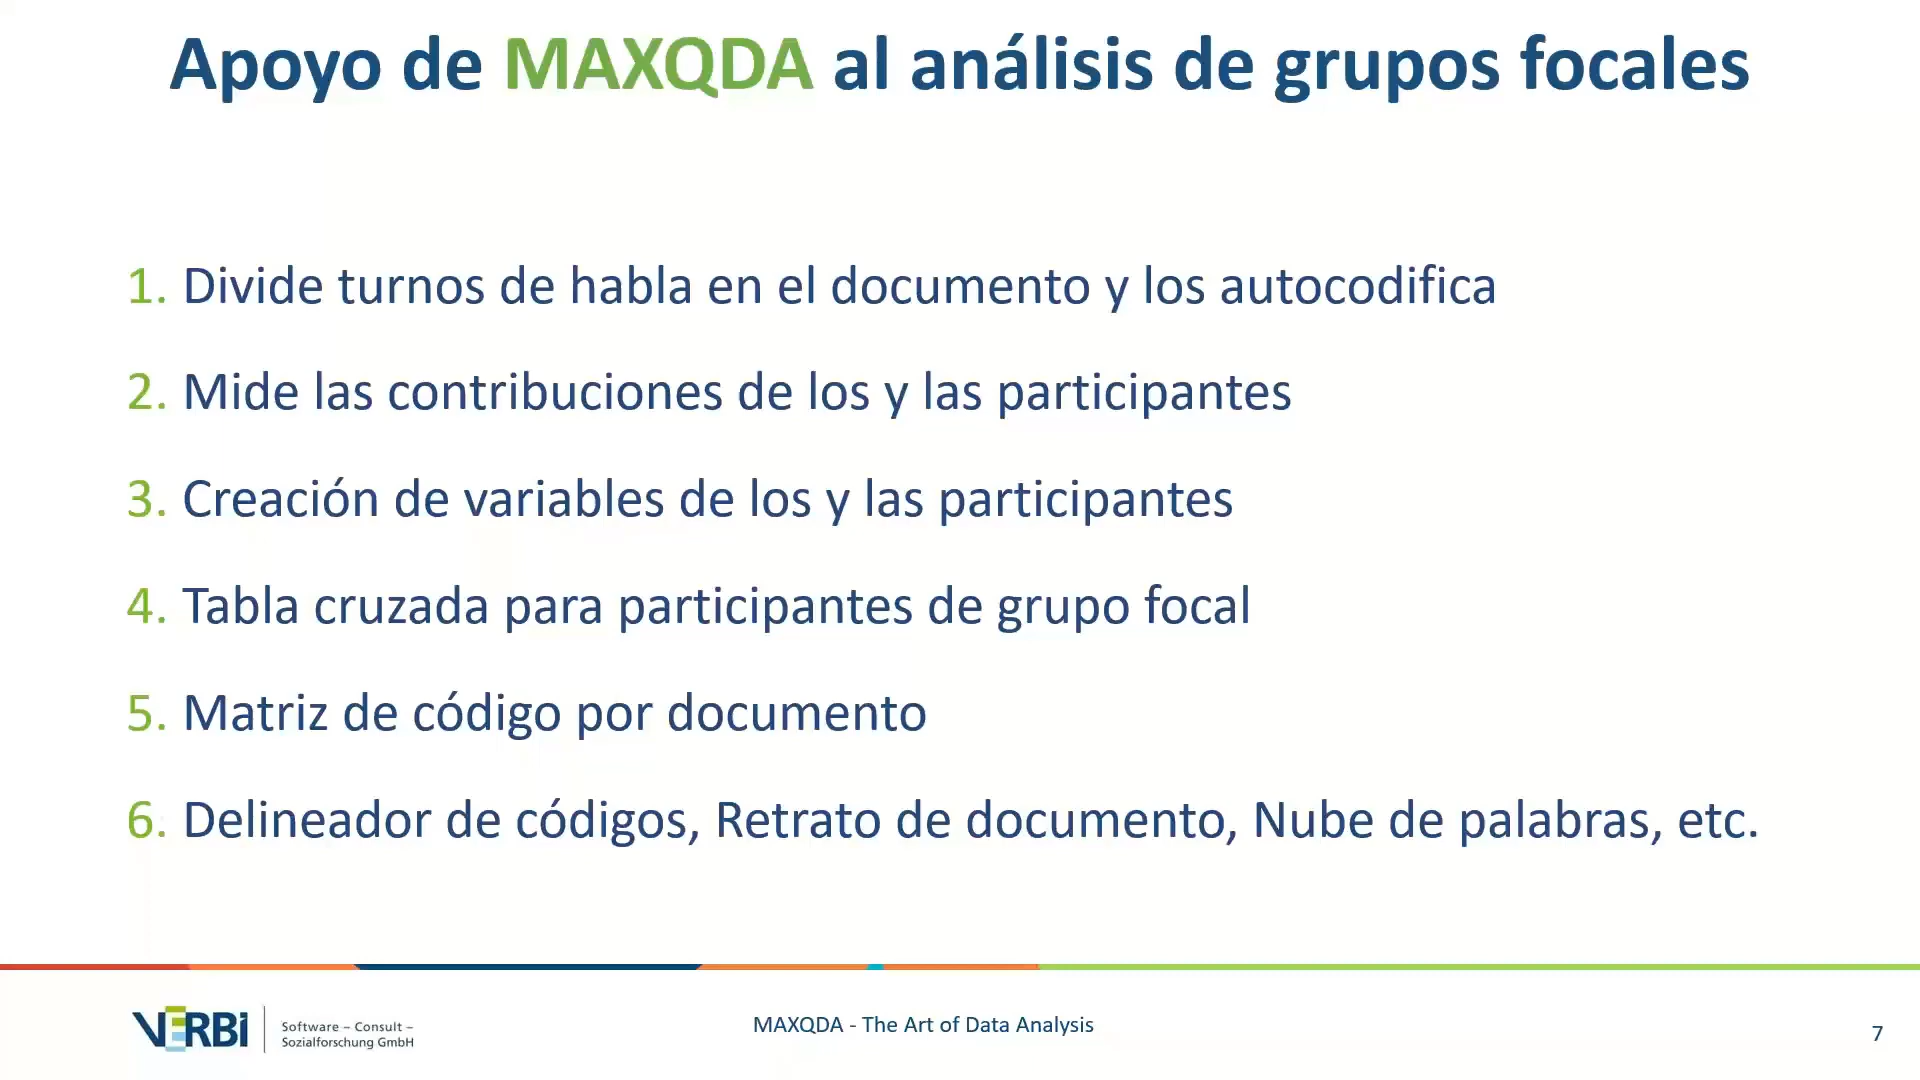 Apoyo de MAXQDA al análisis de grupos focales
1. Divide turnos de habla en el documento y los autocodifica
2. Mide las contribuciones de los y las participantes
3. Creación de variables de los y las participantes
4. Tabla cruzada para participantes de grupo focal
5. Matriz de código por documento
6. Delineador de códigos, Retrato de documento, Nube de palabras, etc.
VERBI
Software – Consult –
Sozialforschung GmbH
MAXQDA - The Art of Data Analysis
7